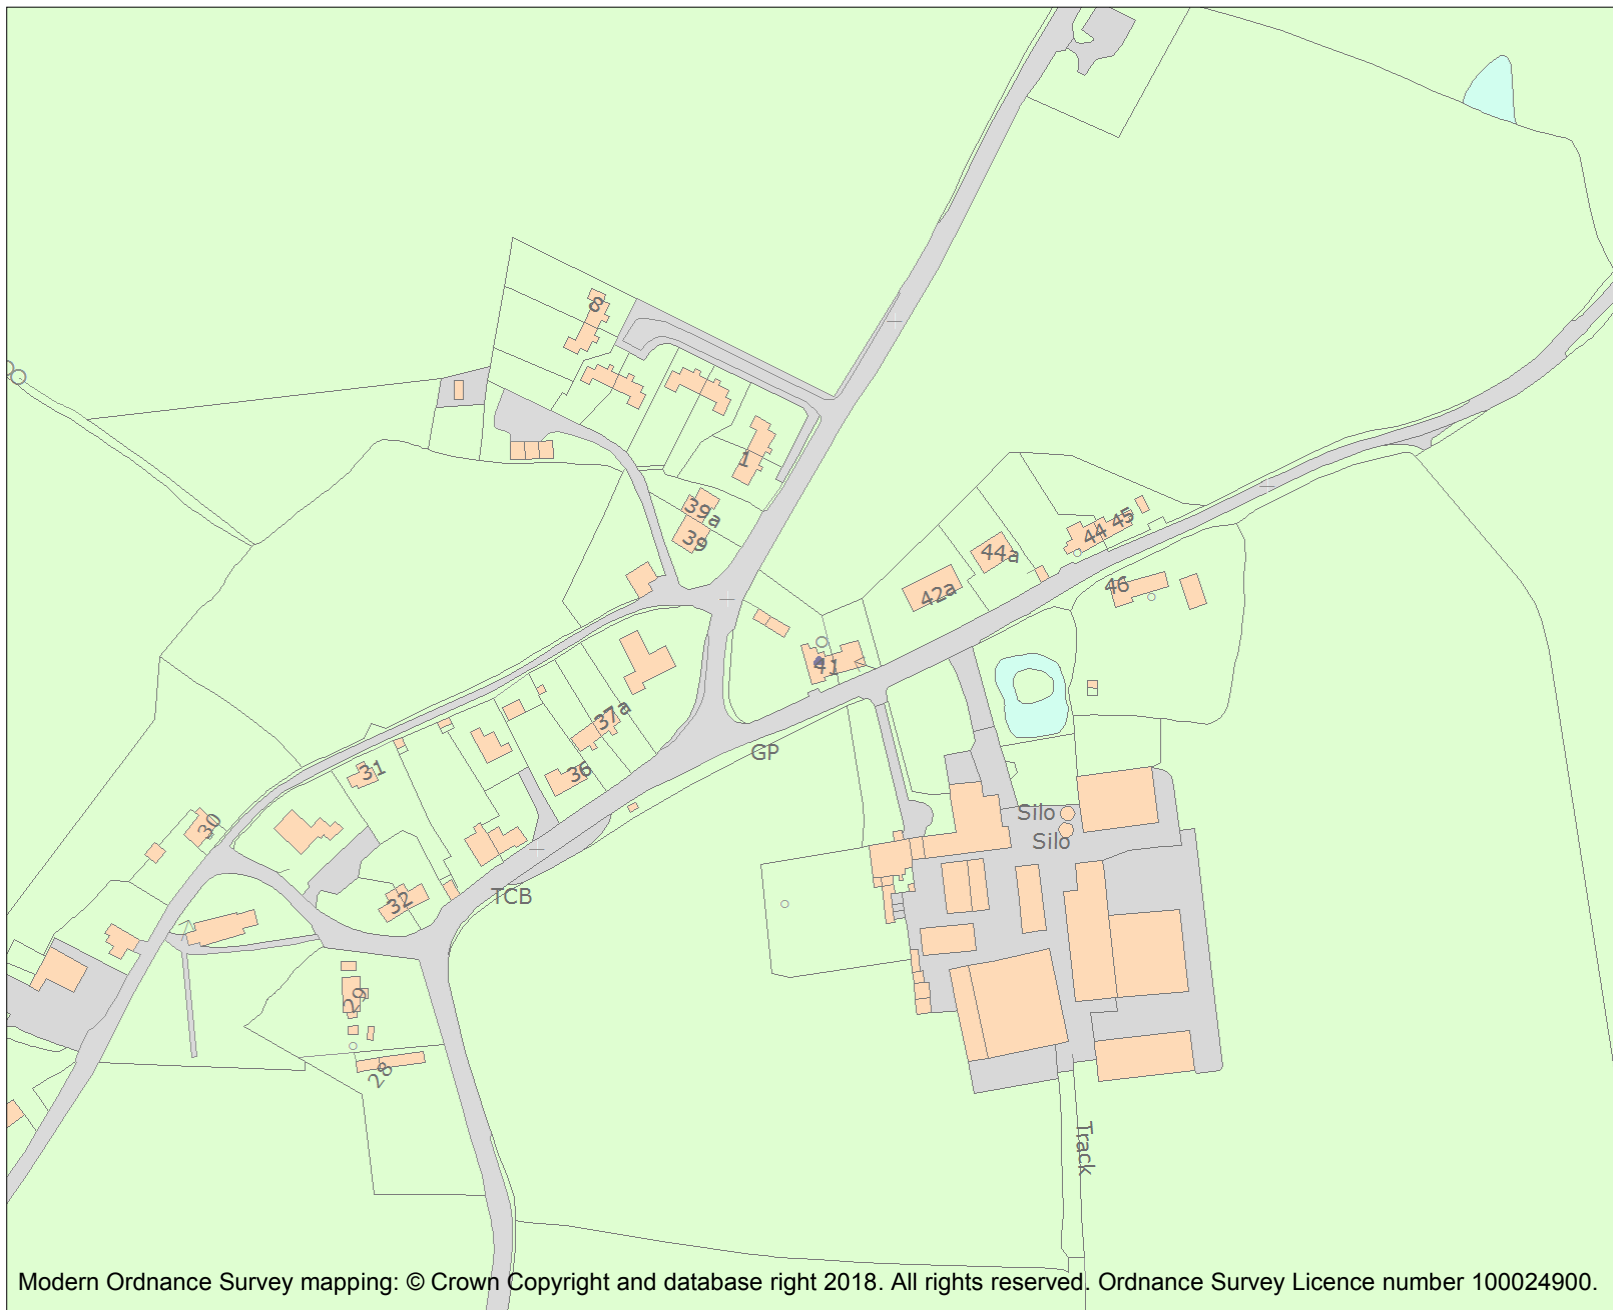 8
1
39a
39
44 45
44a
42a
46
41
37a
GP
36
31
30
Silo
Silo
TCB
32
29
28
Track
Modern Ordnance Survey mapping: © Crown Copyright and database right 2018. All rights reserved. Ordnance Survey Licence number 100024900.